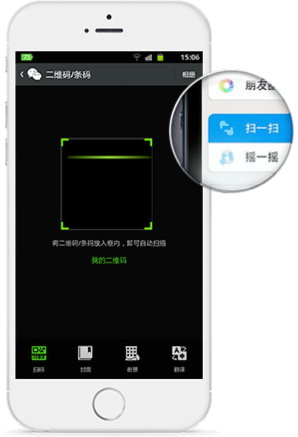 15:06
二维码/条码
相册
朋友圈
扫一扫
摇一摇
将二维码/条码放入框内，即可自动扫描
我的二维码
扫码
封面
街景
翻译